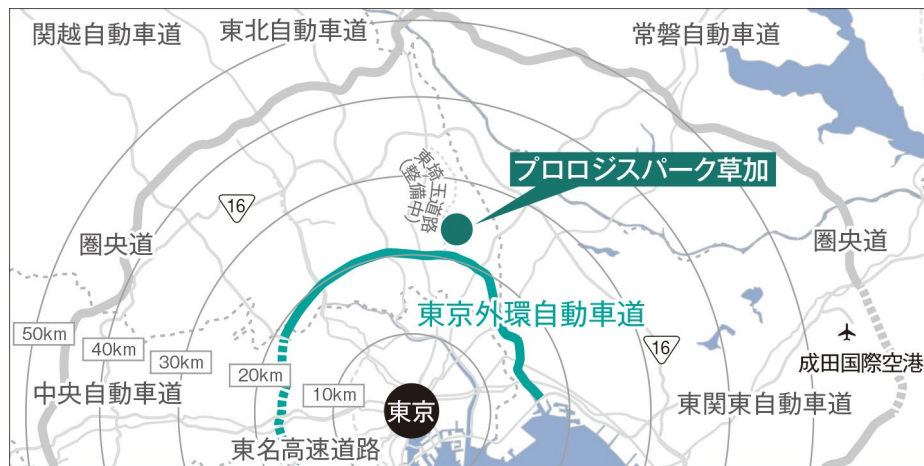 関越自動車道
東北自動車道
常磐自動車道
プロロジスパーク草加
東埼玉道路
(整備中)
16
圏央道
圏央道
東京外環自動車道
50km
40km
30km
20km
10km
16
成田国際空港
中央自動車道
東京
東関東自動車道
東名高速道路